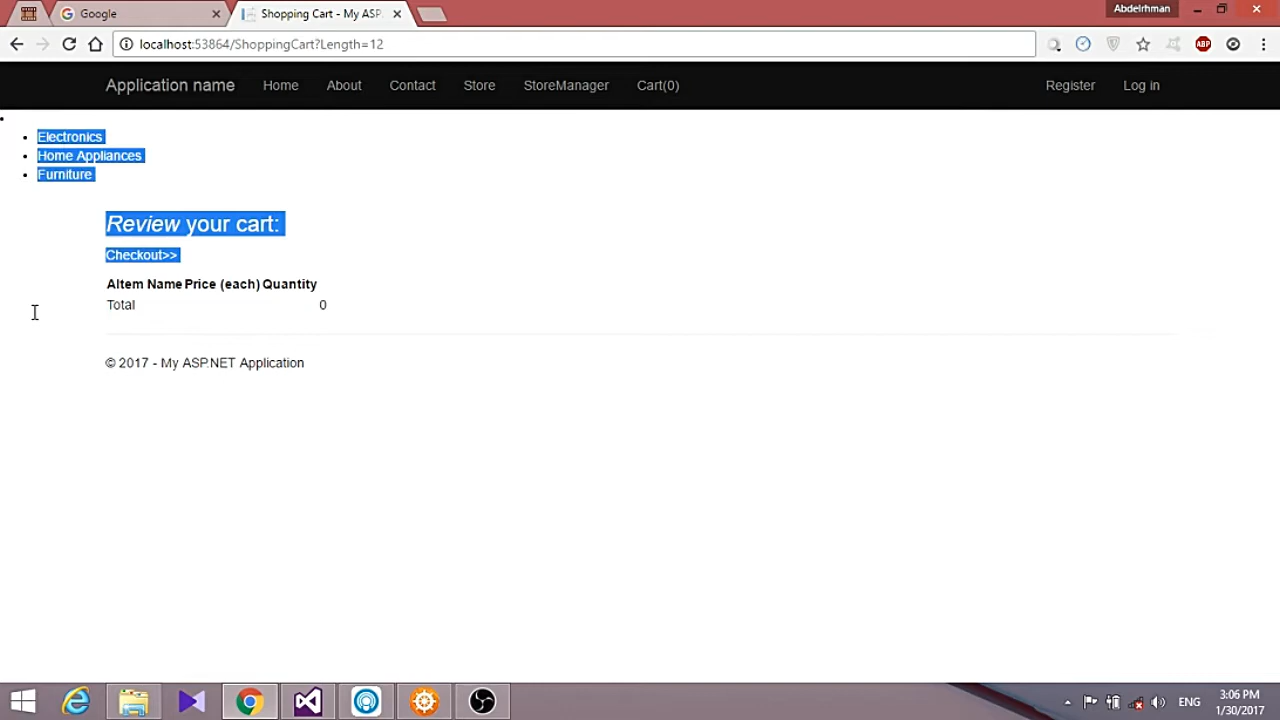 Abdelrhman
Google
Shopping Cart - My ASP.
localhost:53864/ShoppingCart?Length=12
ABP
Application name Home About Contact Store StoreManager Cart(0) Register Log in
Electronics
Home Appliances
Furniture
Review your cart:
Checkout>>
AItem Name Price (each) Quantity
Total 0
© 2017 - My ASP.NET Application
ENG
3:06 PM
1/30/2017